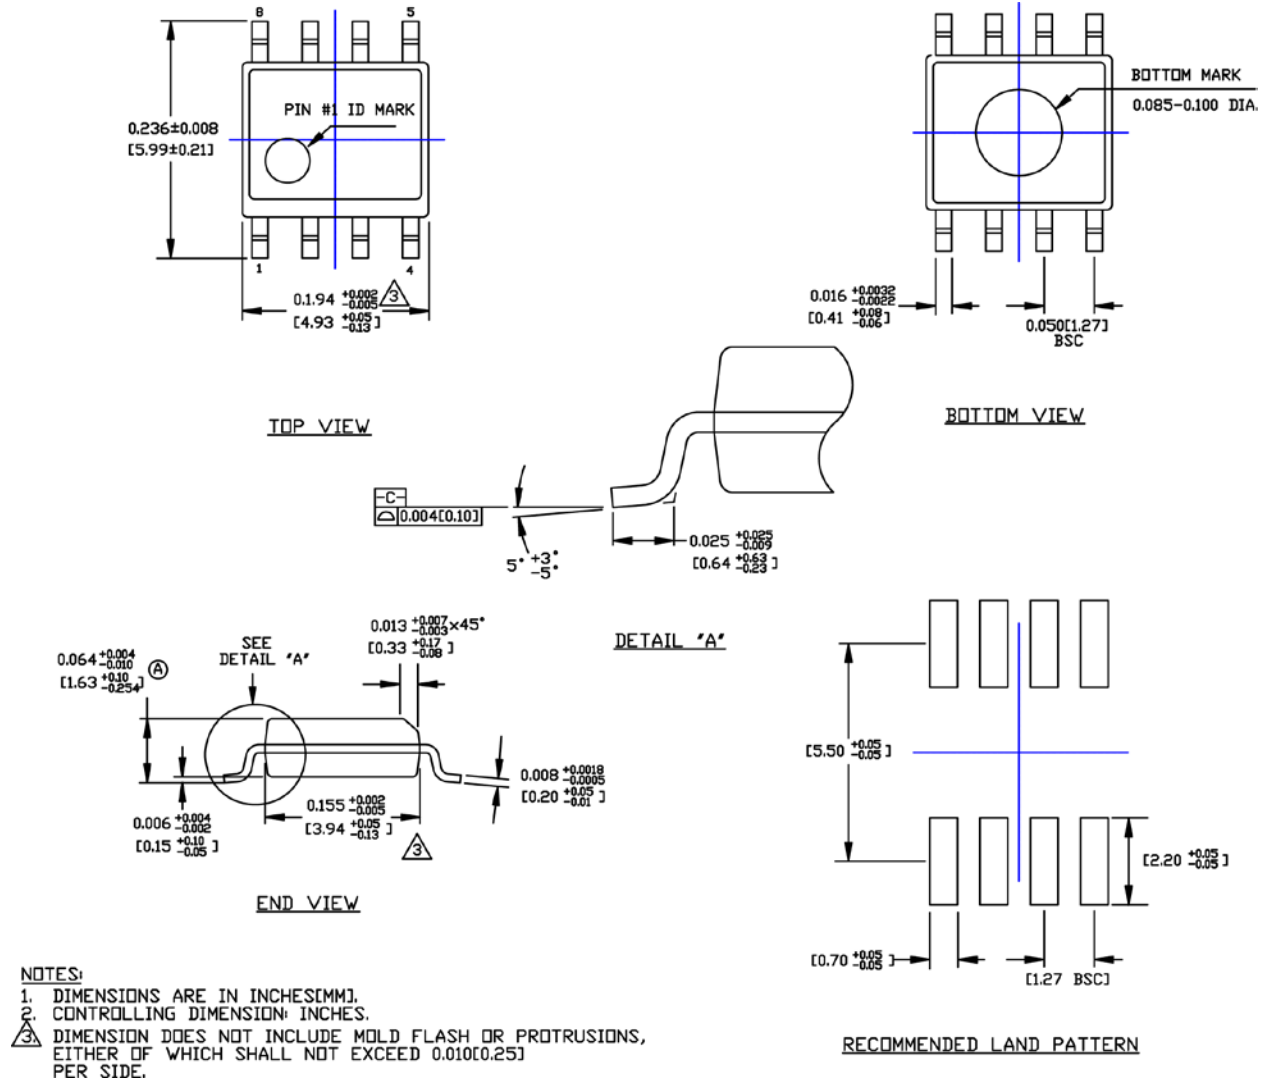 8
5
PIN #1 ID MARK
0.236±0.008
[5.99±0.21]
1
4
0.1.94 +0.002 -0.005
[4.93 +0.05 -0.13]
3
TOP VIEW
BOTTOM MARK
0.085-0.100 DIA.
0.016 +0.0032 -0.0022
[0.41 +0.08 -0.06]
0.050[1.27]
BSC
BOTTOM VIEW
-C-
0.004[0.10]
5° +3° -5°
0.025 +0.025 -0.009
[0.64 +0.63 -0.23]
DETAIL "A"
0.064 +0.004 -0.010
[1.63 +0.10 -0.254]
A
SEE
DETAIL "A"
0.013 +0.007 -0.003 ×45°
[0.33 +0.17 -0.08]
0.008 +0.0018 -0.0005
[0.20 +0.05 -0.01]
0.155 +0.002 -0.005
[3.94 +0.05 -0.13]
3
0.006 +0.004 -0.002
[0.15 +0.10 -0.05]
END VIEW
[5.50 +0.05 -0.05]
[2.20 +0.05 -0.05]
[0.70 +0.05 -0.05]
[1.27 BSC]
RECOMMENDED LAND PATTERN
NOTES:
1. DIMENSIONS ARE IN INCHES[MM].
2. CONTROLLING DIMENSION: INCHES.
3. DIMENSION DOES NOT INCLUDE MOLD FLASH OR PROTRUSIONS,
EITHER OF WHICH SHALL NOT EXCEED 0.010[0.25]
PER SIDE.